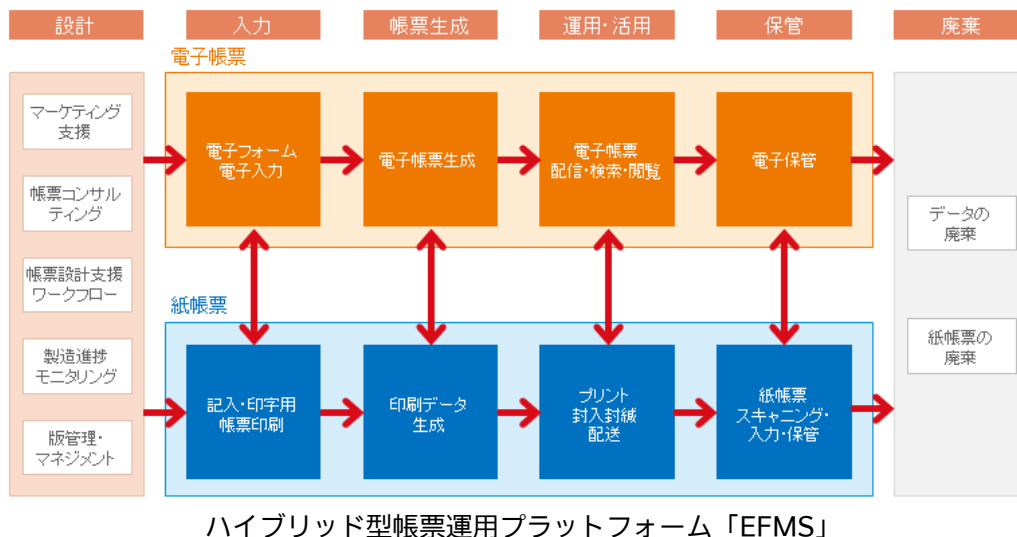 設計
入力
帳票生成
運用・活用
保管
廃棄
電子帳票
マーケティング
支援
帳票コンサル
ティング
帳票設計支援
ワークフロー
製造進捗
モニタリング
版管理・
マネジメント
電子フォーム
電子入力
電子帳票生成
電子帳票
配信・検索・閲覧
電子保管
紙帳票
記入・印字用
帳票印刷
印刷データ
生成
プリント
封入封緘
配送
紙帳票
スキャニング・
入力・保管
データの
廃棄
紙帳票の
廃棄
ハイブリッド型帳票運用プラットフォーム「EFMS」